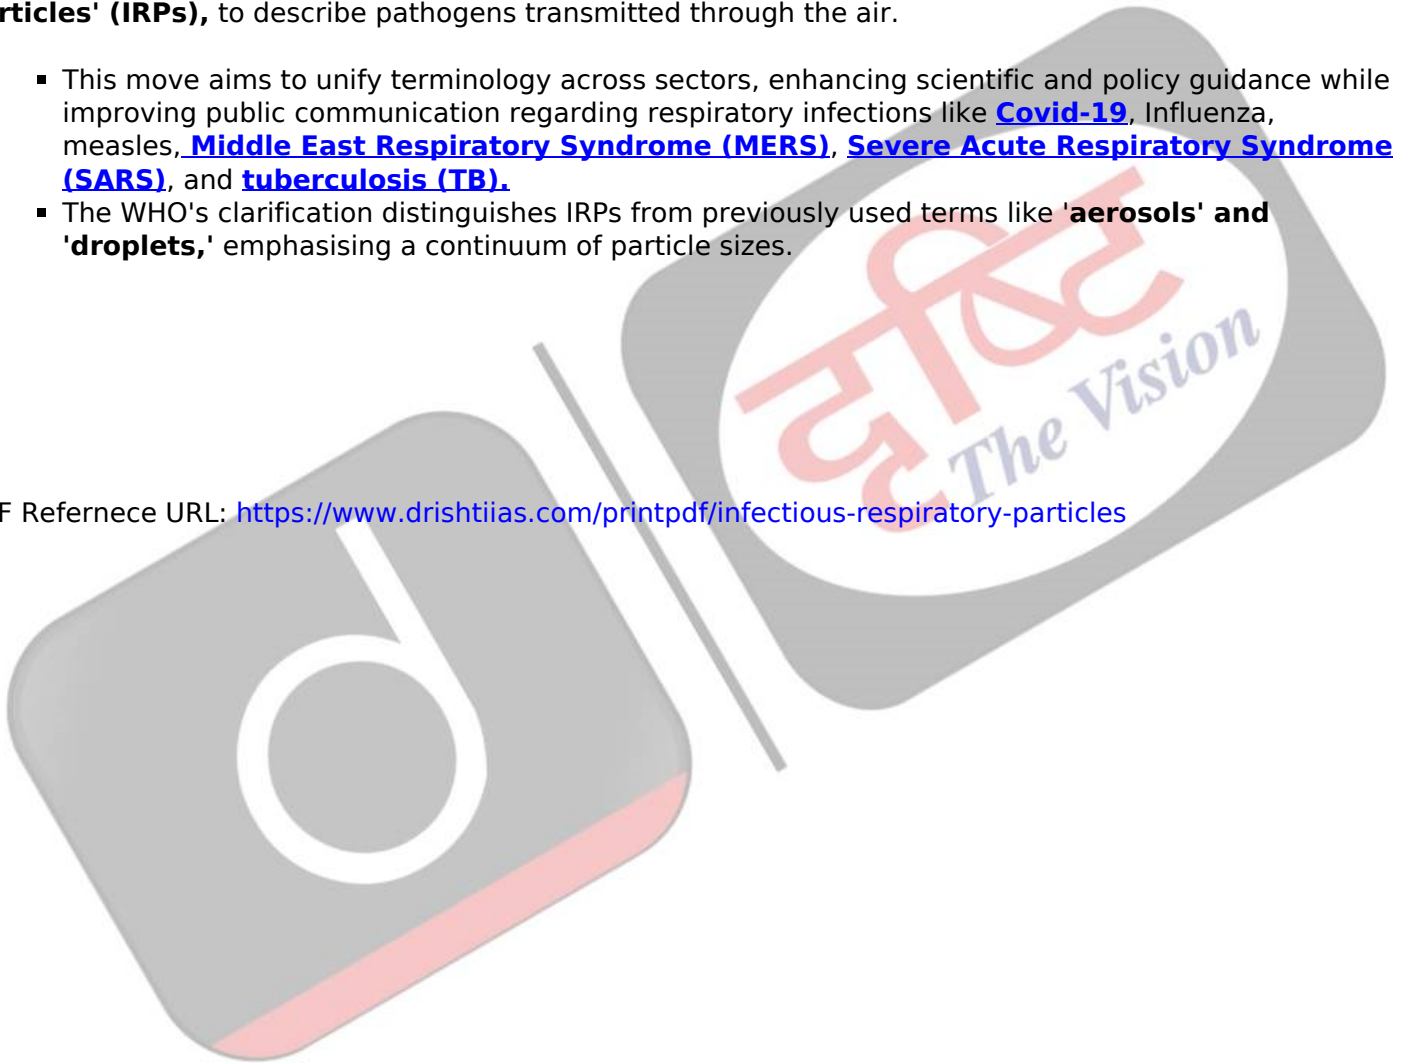 rticles' (IRPs), to describe pathogens transmitted through the air.
▪ This move aims to unify terminology across sectors, enhancing scientific and policy guidance while
improving public communication regarding respiratory infections like Covid-19, Influenza,
measles, Middle East Respiratory Syndrome (MERS), Severe Acute Respiratory Syndrome
(SARS), and tuberculosis (TB).
▪ The WHO's clarification distinguishes IRPs from previously used terms like 'aerosols' and
'droplets,' emphasising a continuum of particle sizes.
दृष्टि
The Vision
F Refernece URL: https://www.drishtiias.com/printpdf/infectious-respiratory-particles
d